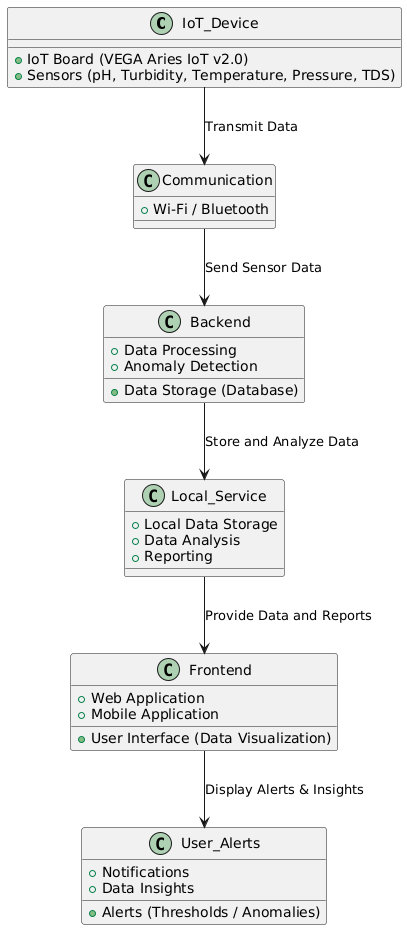 C IoT_Device
IoT Board (VEGA Aries IoT v2.0)
Sensors (pH, Turbidity, Temperature, Pressure, TDS)
Transmit Data
C Communication
Wi-Fi / Bluetooth
Send Sensor Data
C Backend
Data Processing
Anomaly Detection
Data Storage (Database)
Store and Analyze Data
C Local_Service
Local Data Storage
Data Analysis
Reporting
Provide Data and Reports
C Frontend
Web Application
Mobile Application
User Interface (Data Visualization)
Display Alerts & Insights
C User_Alerts
Notifications
Data Insights
Alerts (Thresholds / Anomalies)